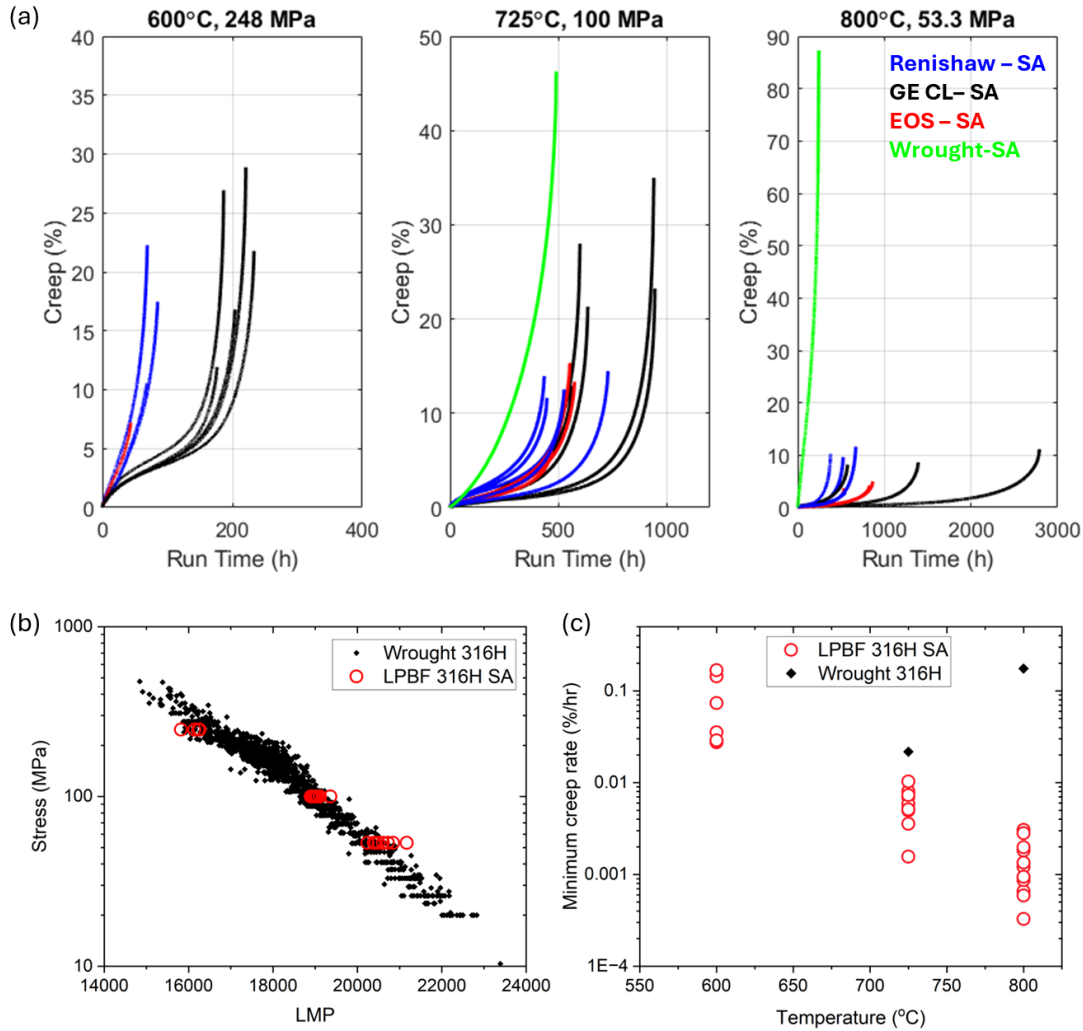 (a)
600°C, 248 MPa
40
35
30
25
20
15
10
5
0
Creep (%)
0 200 400
Run Time (h)
725°C, 100 MPa
50
40
30
20
10
0
Creep (%)
0 500 1000
Run Time (h)
800°C, 53.3 MPa
90
80
70
60
50
40
30
20
10
0
Creep (%)
0 1000 2000 3000
Run Time (h)
Renishaw – SA
GE CL– SA
EOS – SA
Wrought-SA
(b)
1000
100
10
Stress (MPa)
Wrought 316H
LPBF 316H SA
14000 16000 18000 20000 22000 24000
LMP
(c)
0.1
0.01
0.001
1E−4
Minimum creep rate (%/hr)
LPBF 316H SA
Wrought 316H
550 600 650 700 750 800
Temperature (°C)